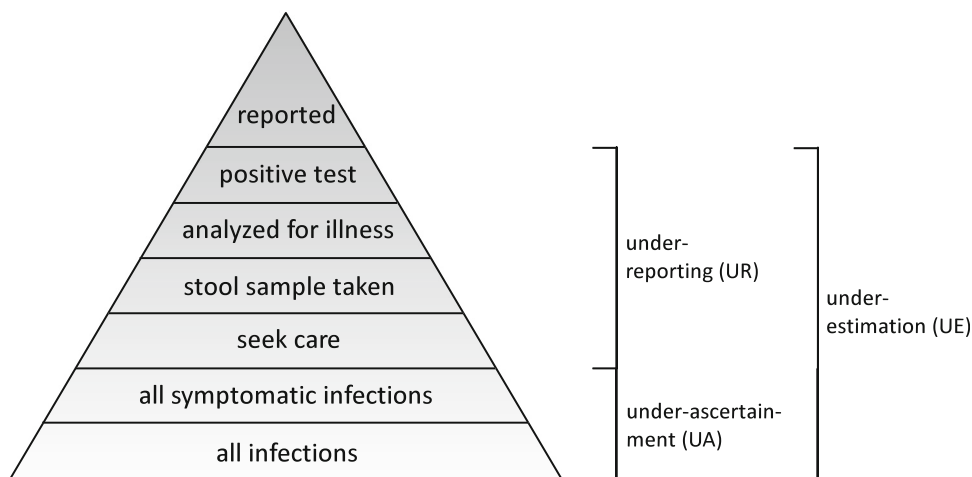 reported
positive test
analyzed for illness
stool sample taken
seek care
all symptomatic infections
all infections
under-
reporting (UR)
under-ascertain-
ment (UA)
under-
estimation (UE)